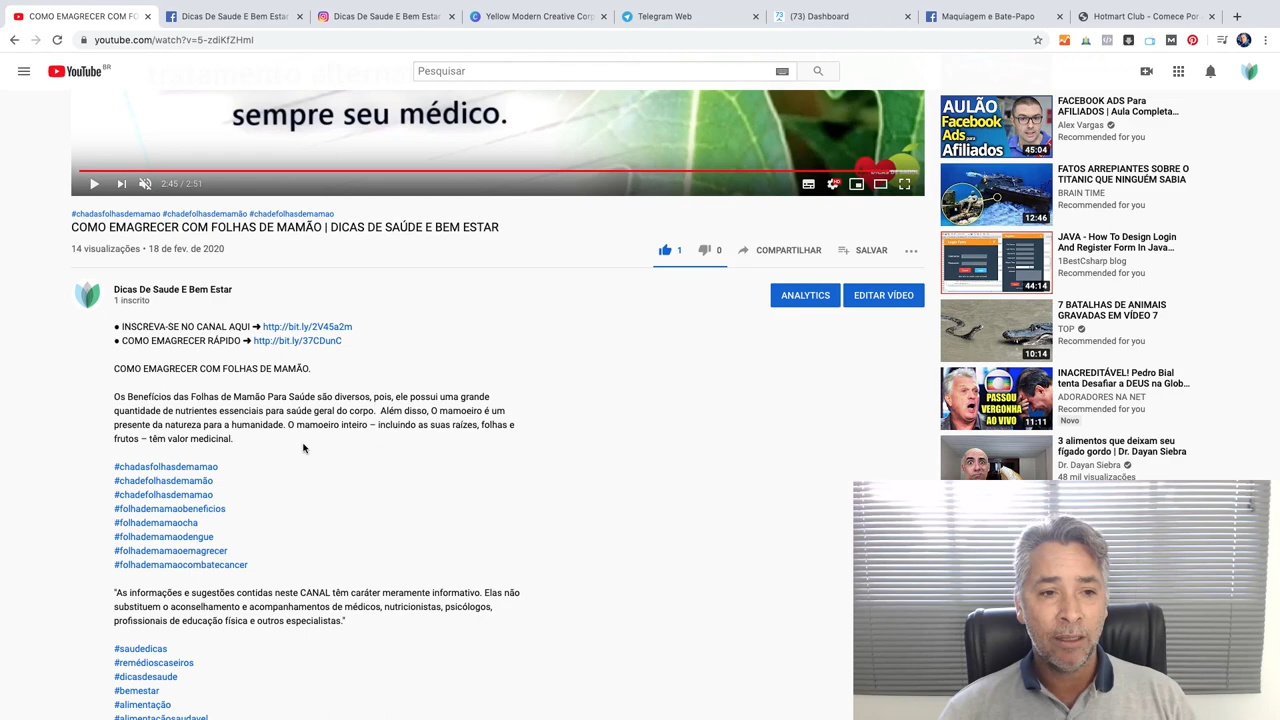 COMO EMAGRECER COM FO
Dicas De Saude E Bem Estar
Dicas De Saude E Bem Estar
Yellow Modern Creative Corp
Telegram Web
(73) Dashboard
Maquiagem e Bate-Papo
Hotmart Club - Comece Por
youtube.com/watch?v=5-zdiKfZHmI
YouTube BR
Pesquisar
tratamento alterna
sempre seu médico.
2:45 / 2:51
#chadasfolhasdemamao #chadefolhasdemamão #chadefolhasdemamao
COMO EMAGRECER COM FOLHAS DE MAMÃO | DICAS DE SAÚDE E BEM ESTAR
14 visualizações • 18 de fev. de 2020
1
0
COMPARTILHAR
SALVAR
Dicas De Saude E Bem Estar
1 inscrito
ANALYTICS
EDITAR VÍDEO
● INSCREVA-SE NO CANAL AQUI ➜ http://bit.ly/2V45a2m
● COMO EMAGRECER RÁPIDO ➜ http://bit.ly/37CDunC
COMO EMAGRECER COM FOLHAS DE MAMÃO.
Os Benefícios das Folhas de Mamão Para Saúde são diversos, pois, ele possui uma grande
quantidade de nutrientes essenciais para saúde geral do corpo.  Além disso, O mamoeiro é um
presente da natureza para a humanidade. O mamoeiro inteiro – incluindo as suas raízes, folhas e
frutos – têm valor medicinal.
#chadasfolhasdemamao
#chadefolhasdemamão
#chadefolhasdemamao
#folhademamaobeneficios
#folhademamaocha
#folhademamaodengue
#folhademamaoemagrecer
#folhademamaocombatecancer
"As informações e sugestões contidas neste CANAL têm caráter meramente informativo. Elas não
substituem o aconselhamento e acompanhamentos de médicos, nutricionistas, psicólogos,
profissionais de educação física e outros especialistas."
#saudedicas
#remédioscaseiros
#dicasdesaude
#bemestar
#alimentação
#alimentaçãosaudavel
AULÃO
Facebook
Ads para
AFILIADOS
45:04
FACEBOOK ADS Para
AFILIADOS | Aula Completa...
Alex Vargas
Recommended for you
12:46
FATOS ARREPIANTES SOBRE O
TITANIC QUE NINGUÉM SABIA
BRAIN TIME
Recommended for you
44:14
JAVA - How To Design Login
And Register Form In Java...
1BestCsharp blog
Recommended for you
10:14
7 BATALHAS DE ANIMAIS
GRAVADAS EM VÍDEO 7
TOP
Recommended for you
PASSOU
VERGONHA
AO VIVO
11:11
INACREDITÁVEL! Pedro Bial
tenta Desafiar a DEUS na Glob...
ADORADORES NA NET
Recommended for you
Novo
3 alimentos que deixam seu
fígado gordo | Dr. Dayan Siebra
Dr. Dayan Siebra
48 mil visualizações